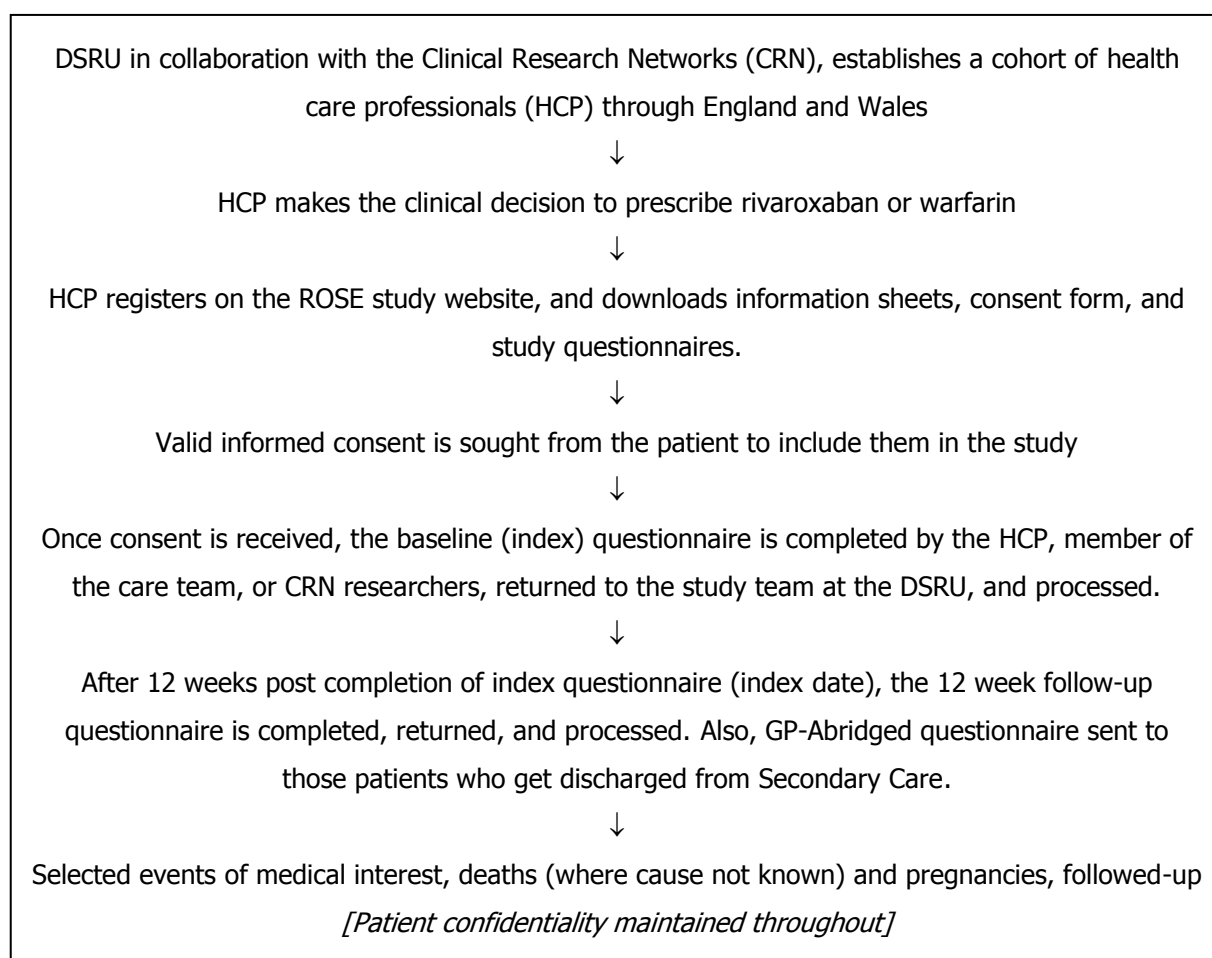 DSRU in collaboration with the Clinical Research Networks (CRN), establishes a cohort of health
care professionals (HCP) through England and Wales
↓
HCP makes the clinical decision to prescribe rivaroxaban or warfarin
↓
HCP registers on the ROSE study website, and downloads information sheets, consent form, and
study questionnaires.
↓
Valid informed consent is sought from the patient to include them in the study
↓
Once consent is received, the baseline (index) questionnaire is completed by the HCP, member of
the care team, or CRN researchers, returned to the study team at the DSRU, and processed.
↓
After 12 weeks post completion of index questionnaire (index date), the 12 week follow-up
questionnaire is completed, returned, and processed. Also, GP-Abridged questionnaire sent to
those patients who get discharged from Secondary Care.
↓
Selected events of medical interest, deaths (where cause not known) and pregnancies, followed-up
[Patient confidentiality maintained throughout]